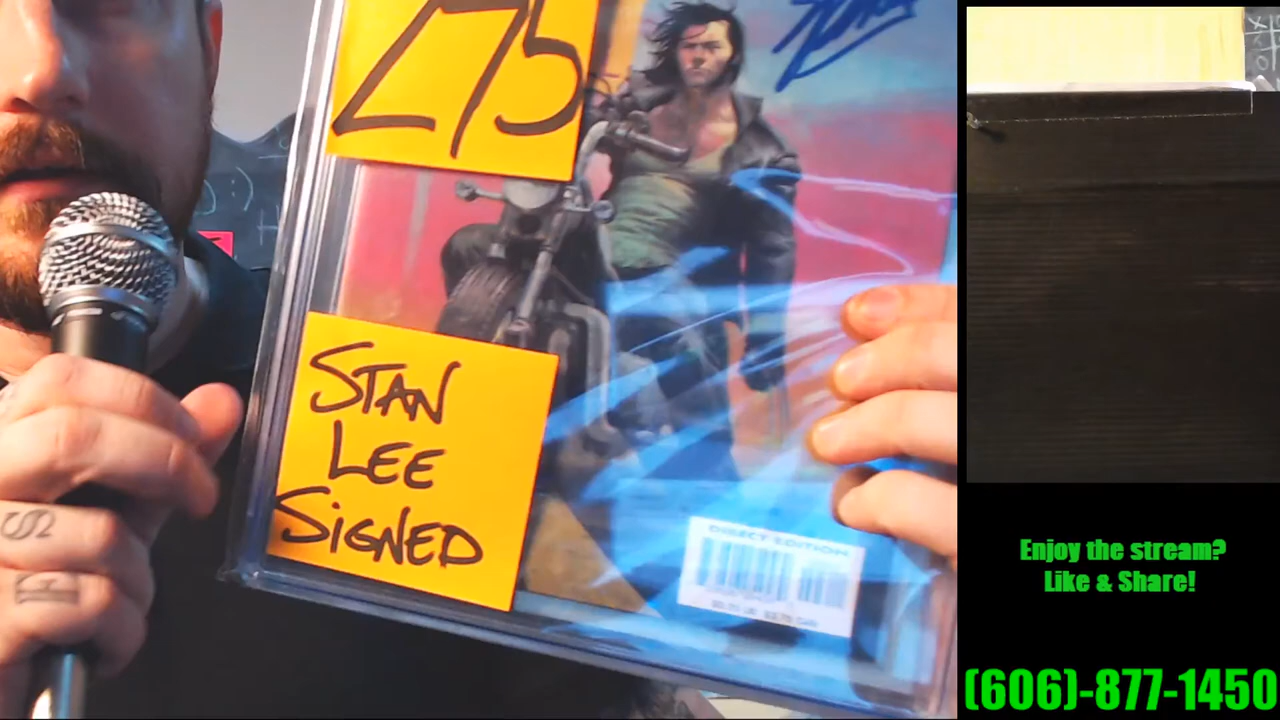 275
STAN
LEE
SIGNED
DIRECT EDITION
Enjoy the stream?
Like & Share!
(606)-877-1450